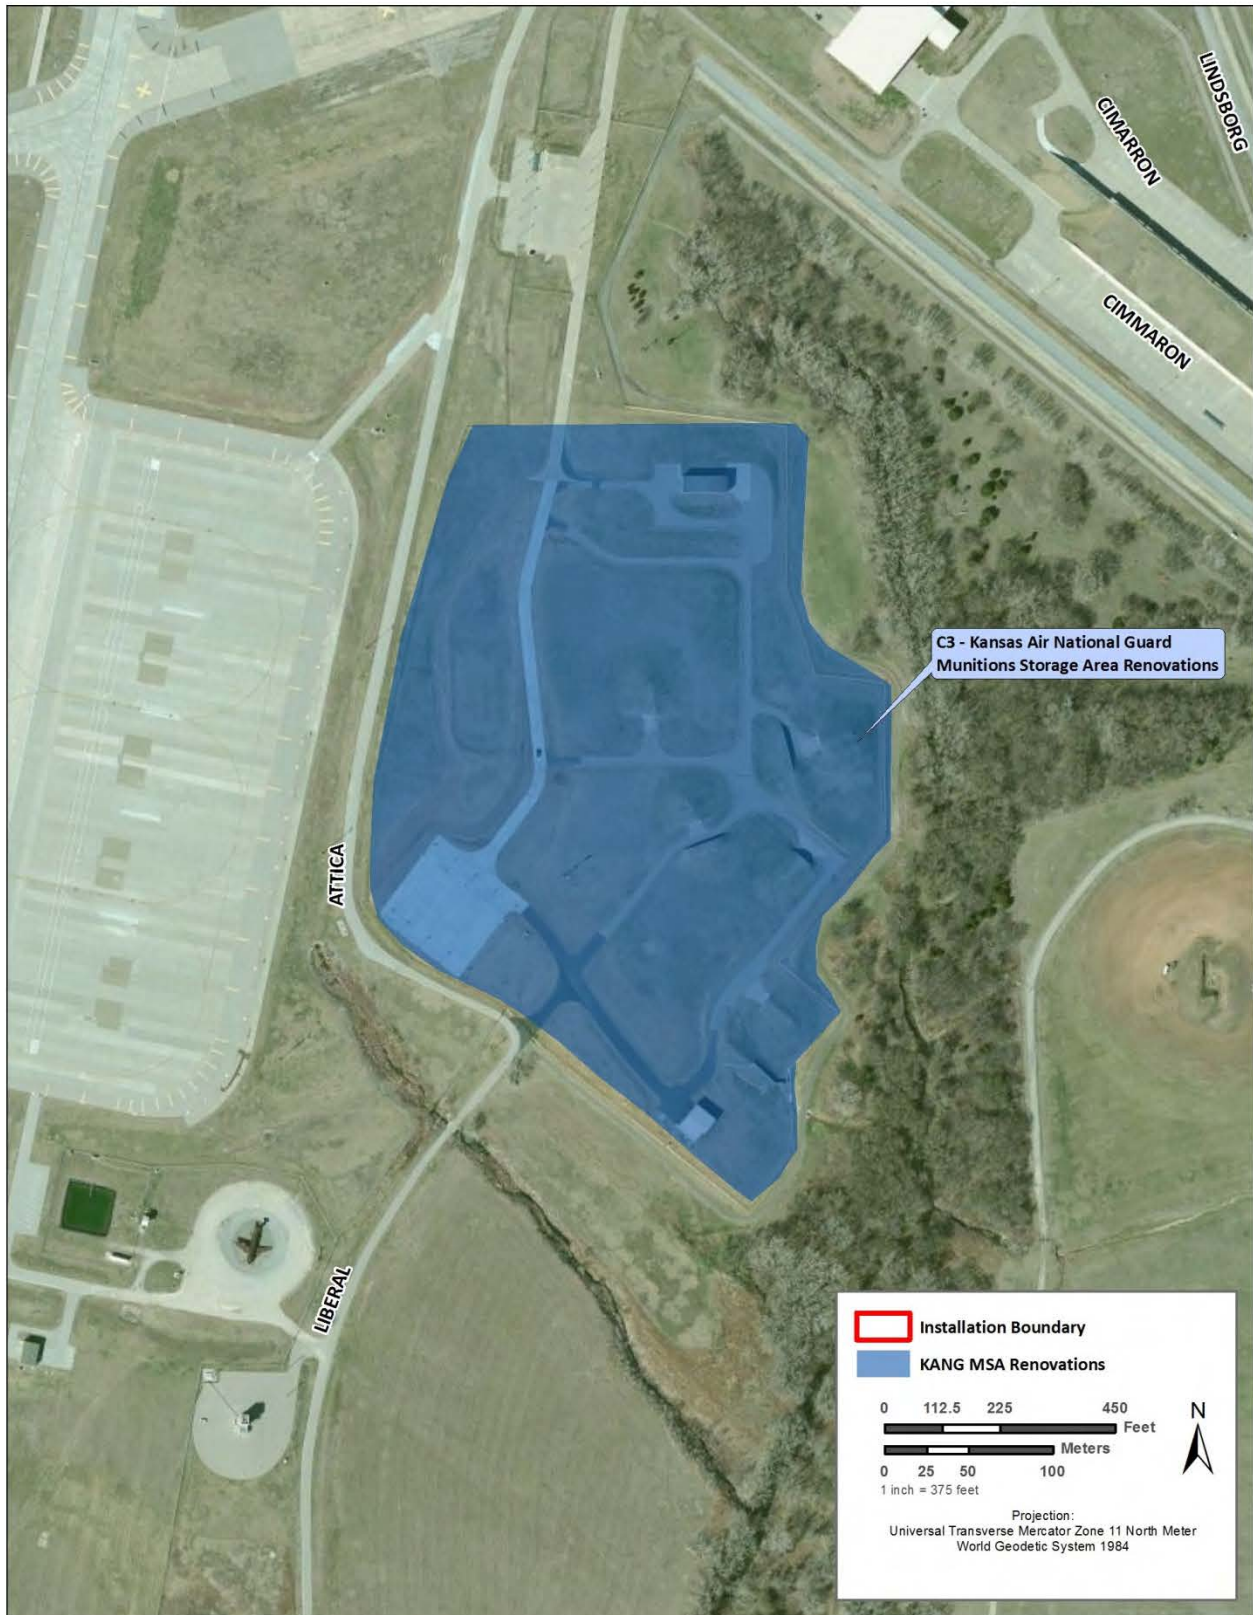 LINDSBORG
CIMARRON
CIMMARON
C3 - Kansas Air National Guard
Munitions Storage Area Renovations
ATTICA
LIBERAL
Installation Boundary
KANG MSA Renovations
0 112.5 225 450
Feet
Meters
0 25 50 100
1 inch = 375 feet
N
Projection:
Universal Transverse Mercator Zone 11 North Meter
World Geodetic System 1984